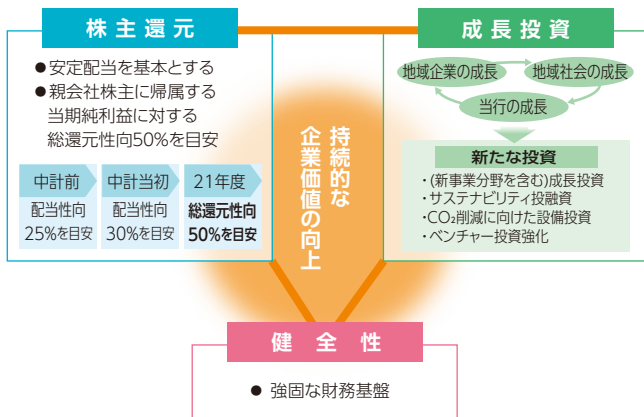 株主還元
●安定配当を基本とする
●親会社株主に帰属する
当期純利益に対する
総還元性向50%を目安
中計前
配当性向
25%を目安
中計当初
配当性向
30%を目安
21年度
総還元性向
50%を目安
持続的な
企業価値の向上
成長投資
地域企業の成長
地域社会の成長
当行の成長
新たな投資
・(新事業分野を含む)成長投資
・サステナビリティ投融資
・CO₂削減に向けた設備投資
・ベンチャー投資強化
健全性
● 強固な財務基盤